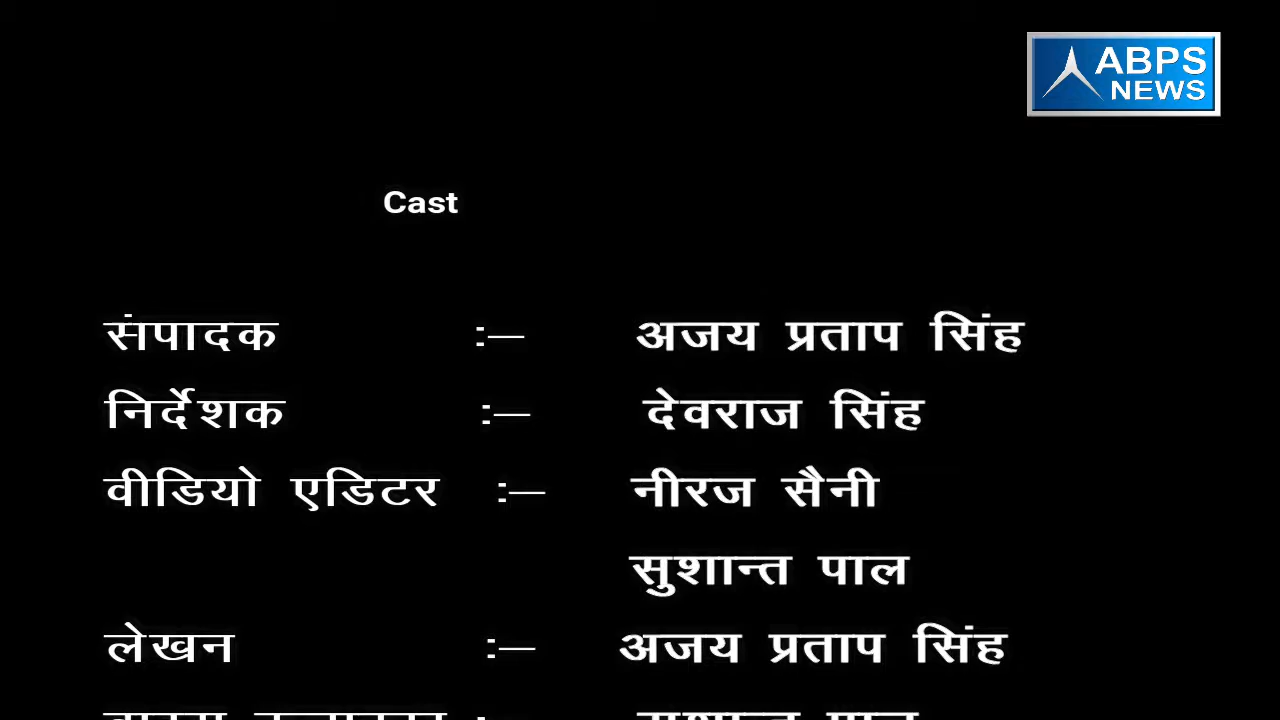 ABPS
NEWS
Cast
संपादक :— अजय प्रताप सिंह
निर्देशक :— देवराज सिंह
वीडियो एडिटर :— नीरज सैनी
सुशान्त पाल
लेखन :— अजय प्रताप सिंह
सुशान्त पाल